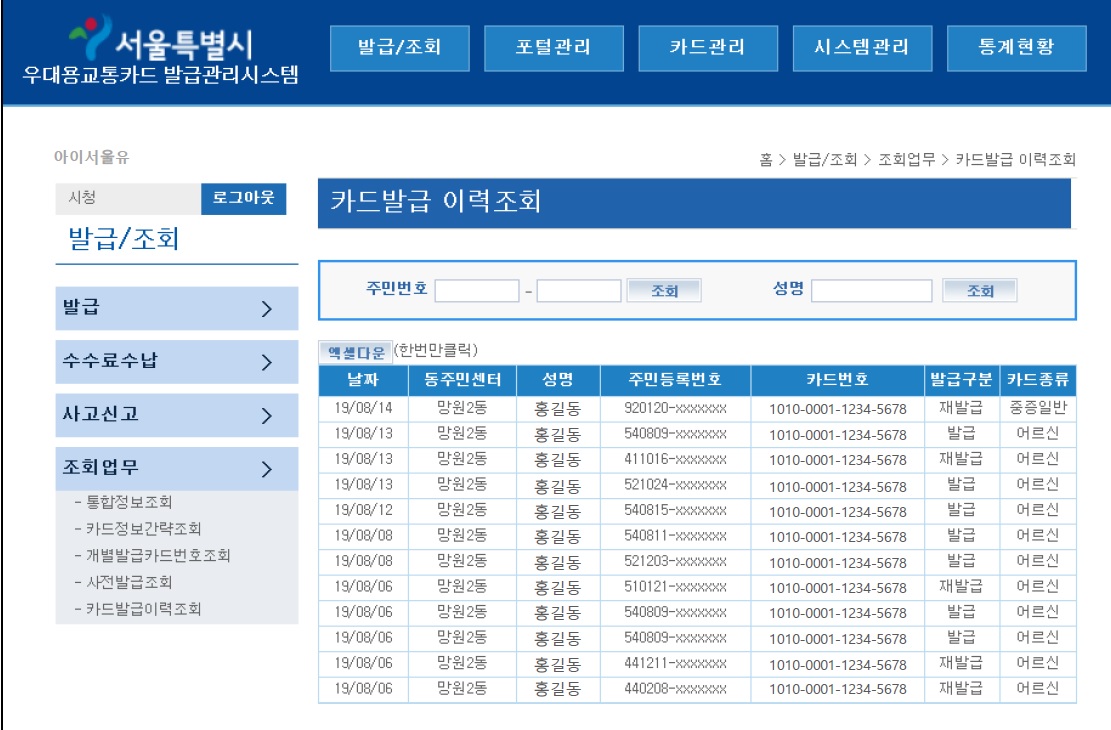 서울특별시
우대용교통카드 발급관리시스템
발급/조회 포털관리 카드관리 시스템관리 통계현황
아이서울유
시청 로그아웃
발급/조회
발급 >
수수료수납 >
사고신고 >
조회업무 >
- 통합정보조회
- 카드정보간략조회
- 개별발급카드번호조회
- 사전발급조회
- 카드발급이력조회
홈 > 발급/조회 > 조회업무 > 카드발급 이력조회
카드발급 이력조회
주민번호 - 조회 성명 조회
엑셀다운 (한번만클릭)
날짜 동주민센터 성명 주민등록번호 카드번호 발급구분 카드종류
19/08/14 망원2동 홍길동 920120-xxxxxxx 1010-0001-1234-5678 재발급 중증일반
19/08/13 망원2동 홍길동 540809-xxxxxxx 1010-0001-1234-5678 발급 어르신
19/08/13 망원2동 홍길동 411016-xxxxxxx 1010-0001-1234-5678 재발급 어르신
19/08/13 망원2동 홍길동 521024-xxxxxxx 1010-0001-1234-5678 발급 어르신
19/08/12 망원2동 홍길동 540815-xxxxxxx 1010-0001-1234-5678 발급 어르신
19/08/08 망원2동 홍길동 540811-xxxxxxx 1010-0001-1234-5678 발급 어르신
19/08/08 망원2동 홍길동 521203-xxxxxxx 1010-0001-1234-5678 발급 어르신
19/08/06 망원2동 홍길동 510121-xxxxxxx 1010-0001-1234-5678 재발급 어르신
19/08/06 망원2동 홍길동 540809-xxxxxxx 1010-0001-1234-5678 발급 어르신
19/08/06 망원2동 홍길동 540809-xxxxxxx 1010-0001-1234-5678 발급 어르신
19/08/06 망원2동 홍길동 441211-xxxxxxx 1010-0001-1234-5678 재발급 어르신
19/08/06 망원2동 홍길동 440208-xxxxxxx 1010-0001-1234-5678 재발급 어르신